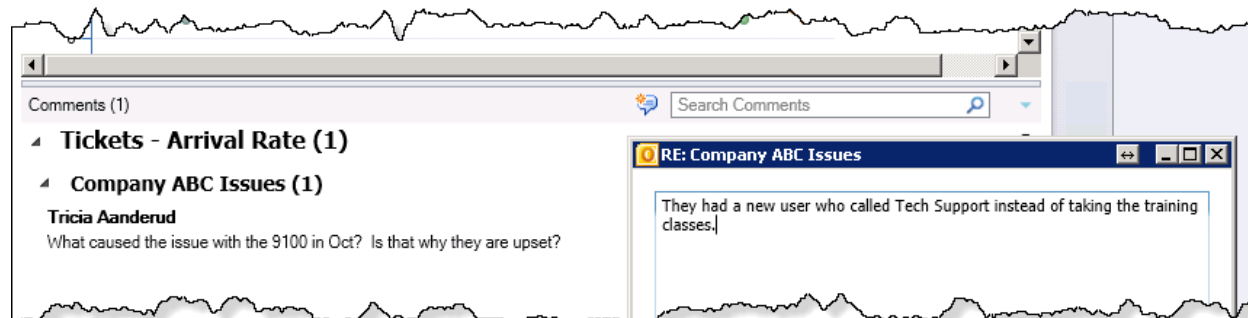 Comments (1)
Search Comments
Tickets - Arrival Rate (1)
Company ABC Issues (1)
Tricia Aanderud
What caused the issue with the 9100 in Oct? Is that why they are upset?
RE: Company ABC Issues
They had a new user who called Tech Support instead of taking the training
classes.